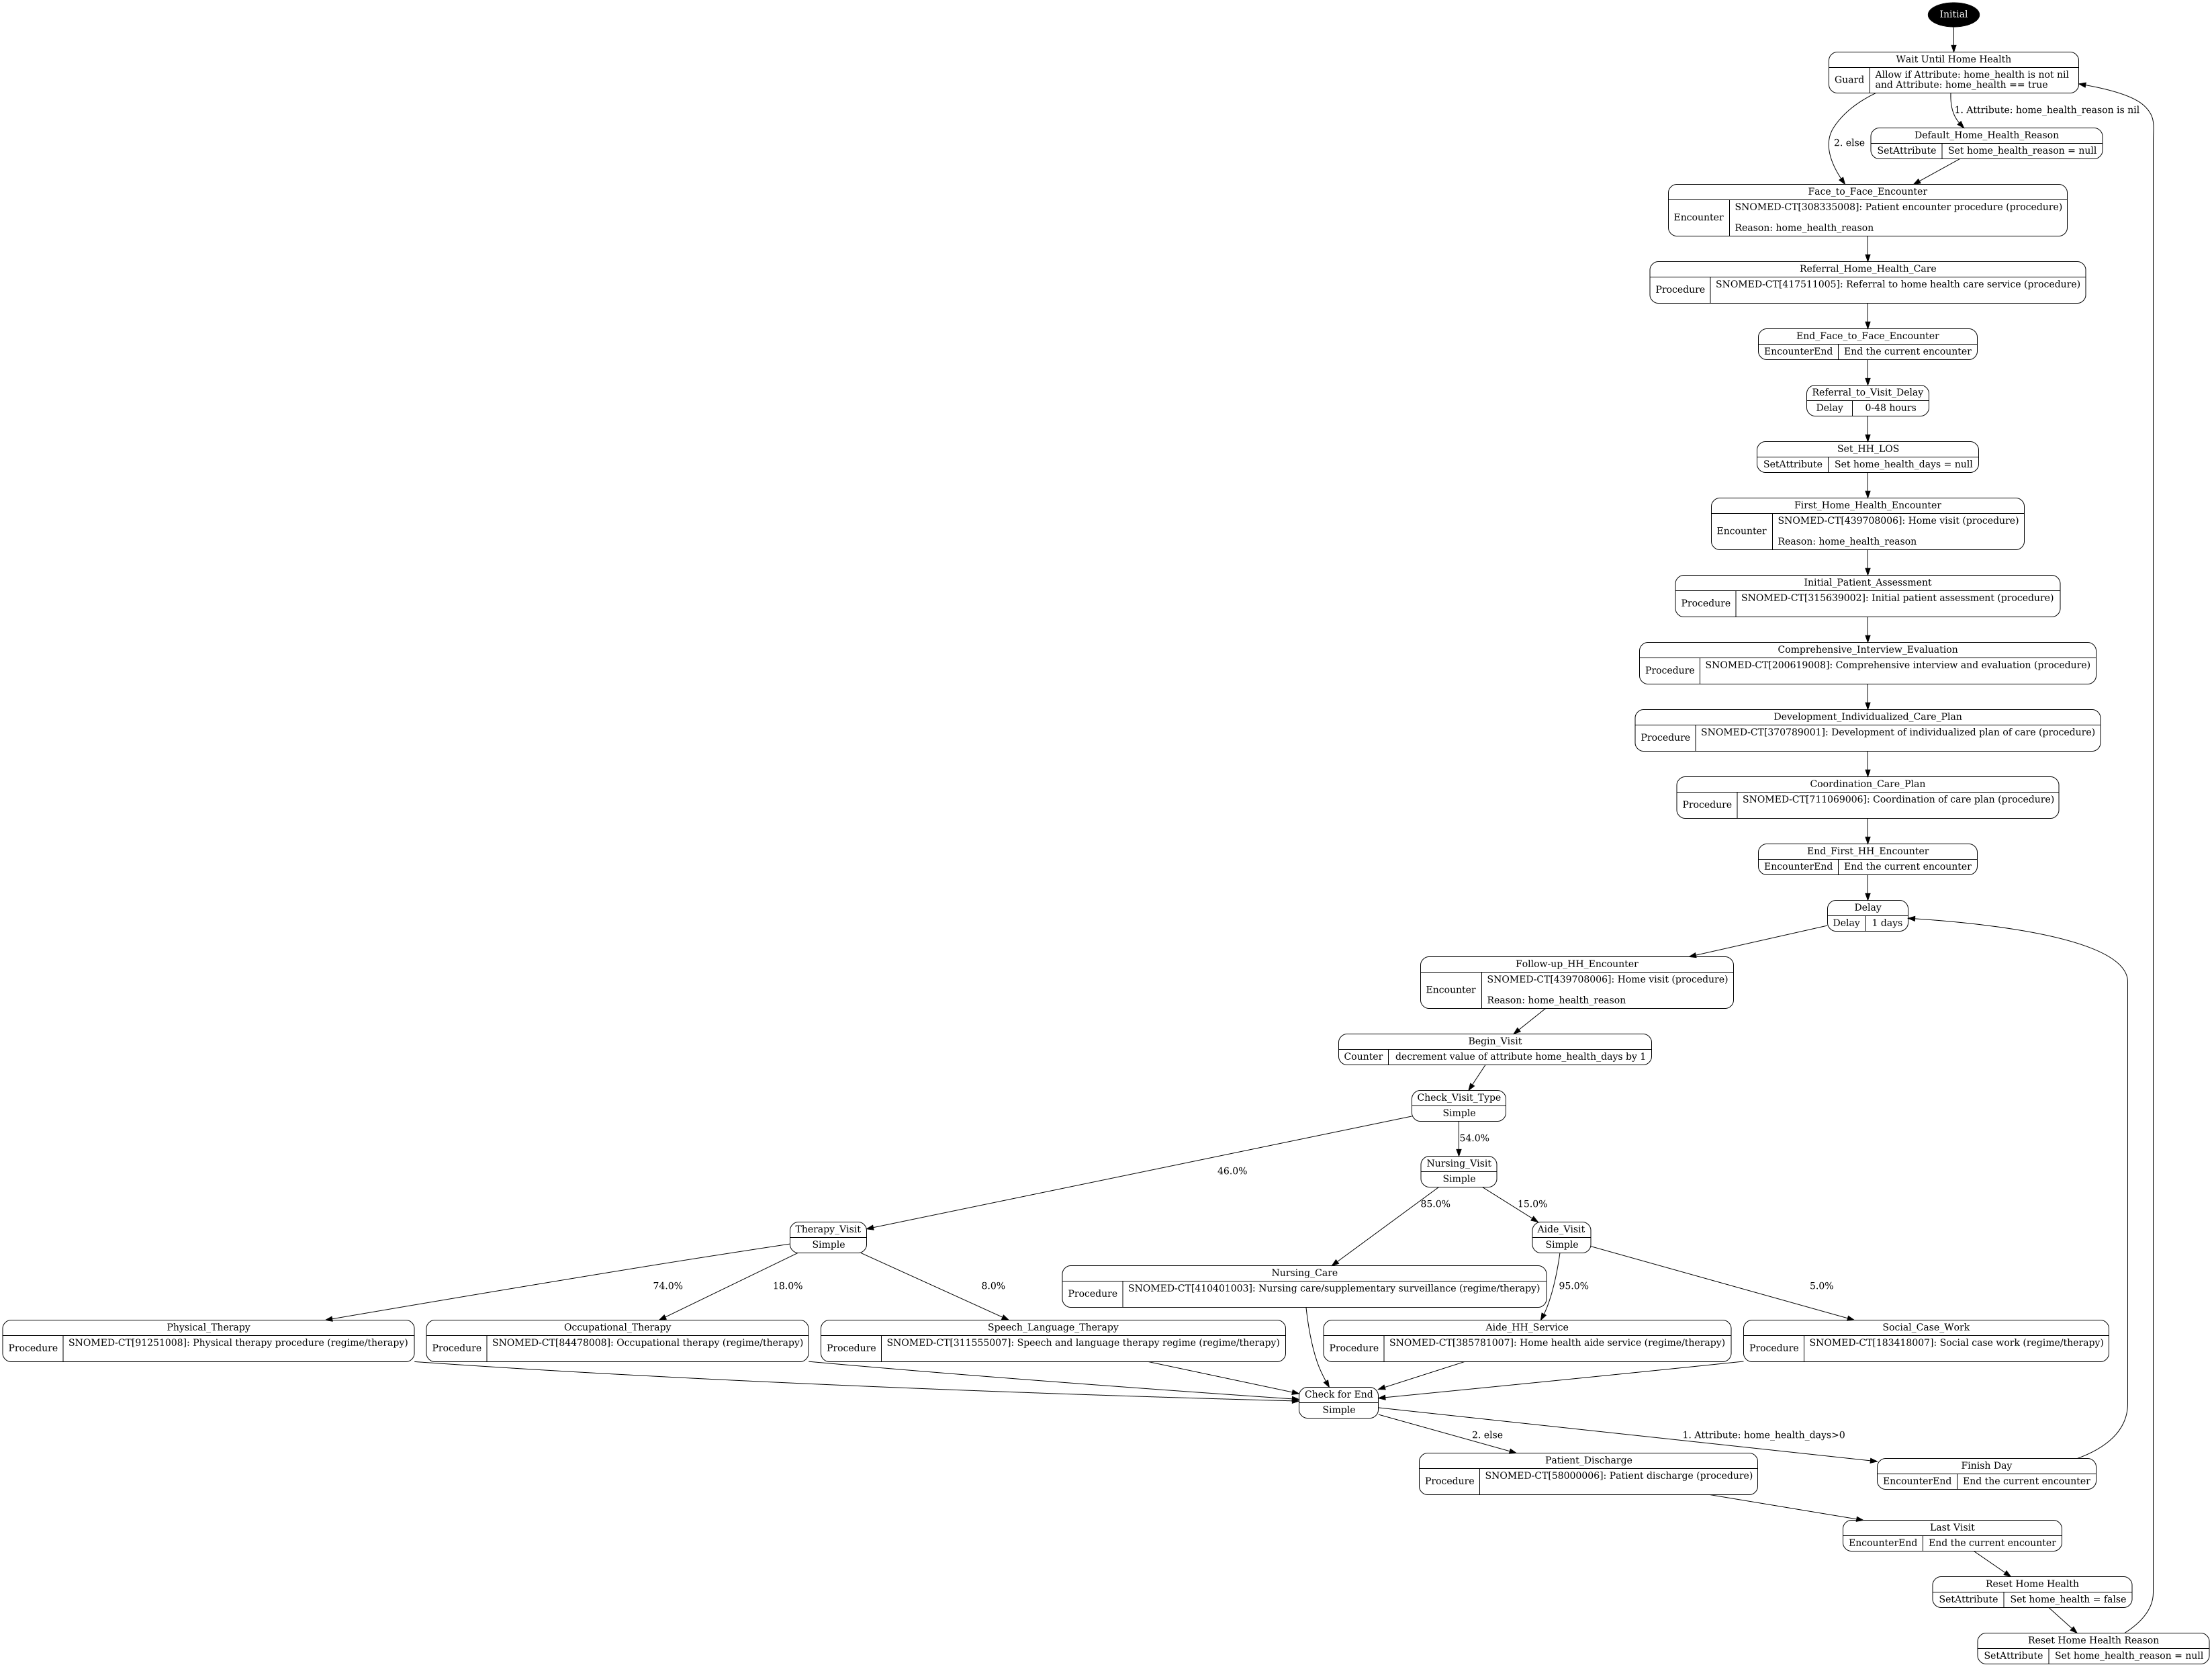 Initial
Wait Until Home Health
Guard
Allow if Attribute: home_health is not nil
and Attribute: home_health == true
1. Attribute: home_health_reason is nil
2. else
Default_Home_Health_Reason
SetAttribute
Set home_health_reason = null
Face_to_Face_Encounter
Encounter
SNOMED-CT[308335008]: Patient encounter procedure (procedure)
Reason: home_health_reason
Referral_Home_Health_Care
Procedure
SNOMED-CT[417511005]: Referral to home health care service (procedure)
End_Face_to_Face_Encounter
EncounterEnd
End the current encounter
Referral_to_Visit_Delay
Delay
0-48 hours
Set_HH_LOS
SetAttribute
Set home_health_days = null
First_Home_Health_Encounter
Encounter
SNOMED-CT[439708006]: Home visit (procedure)
Reason: home_health_reason
Initial_Patient_Assessment
Procedure
SNOMED-CT[315639002]: Initial patient assessment (procedure)
Comprehensive_Interview_Evaluation
Procedure
SNOMED-CT[200619008]: Comprehensive interview and evaluation (procedure)
Development_Individualized_Care_Plan
Procedure
SNOMED-CT[370789001]: Development of individualized plan of care (procedure)
Coordination_Care_Plan
Procedure
SNOMED-CT[711069006]: Coordination of care plan (procedure)
End_First_HH_Encounter
EncounterEnd
End the current encounter
Delay
Delay
1 days
Follow-up_HH_Encounter
Encounter
SNOMED-CT[439708006]: Home visit (procedure)
Reason: home_health_reason
Begin_Visit
Counter
decrement value of attribute home_health_days by 1
Check_Visit_Type
Simple
54.0%
46.0%
Nursing_Visit
Simple
85.0%
15.0%
Therapy_Visit
Simple
Aide_Visit
Simple
74.0%
18.0%
8.0%
Nursing_Care
Procedure
SNOMED-CT[410401003]: Nursing care/supplementary surveillance (regime/therapy)
95.0%
5.0%
Physical_Therapy
Procedure
SNOMED-CT[91251008]: Physical therapy procedure (regime/therapy)
Occupational_Therapy
Procedure
SNOMED-CT[84478008]: Occupational therapy (regime/therapy)
Speech_Language_Therapy
Procedure
SNOMED-CT[311555007]: Speech and language therapy regime (regime/therapy)
Aide_HH_Service
Procedure
SNOMED-CT[385781007]: Home health aide service (regime/therapy)
Social_Case_Work
Procedure
SNOMED-CT[183418007]: Social case work (regime/therapy)
Check for End
Simple
2. else
1. Attribute: home_health_days>0
Patient_Discharge
Procedure
SNOMED-CT[58000006]: Patient discharge (procedure)
Finish Day
EncounterEnd
End the current encounter
Last Visit
EncounterEnd
End the current encounter
Reset Home Health
SetAttribute
Set home_health = false
Reset Home Health Reason
SetAttribute
Set home_health_reason = null